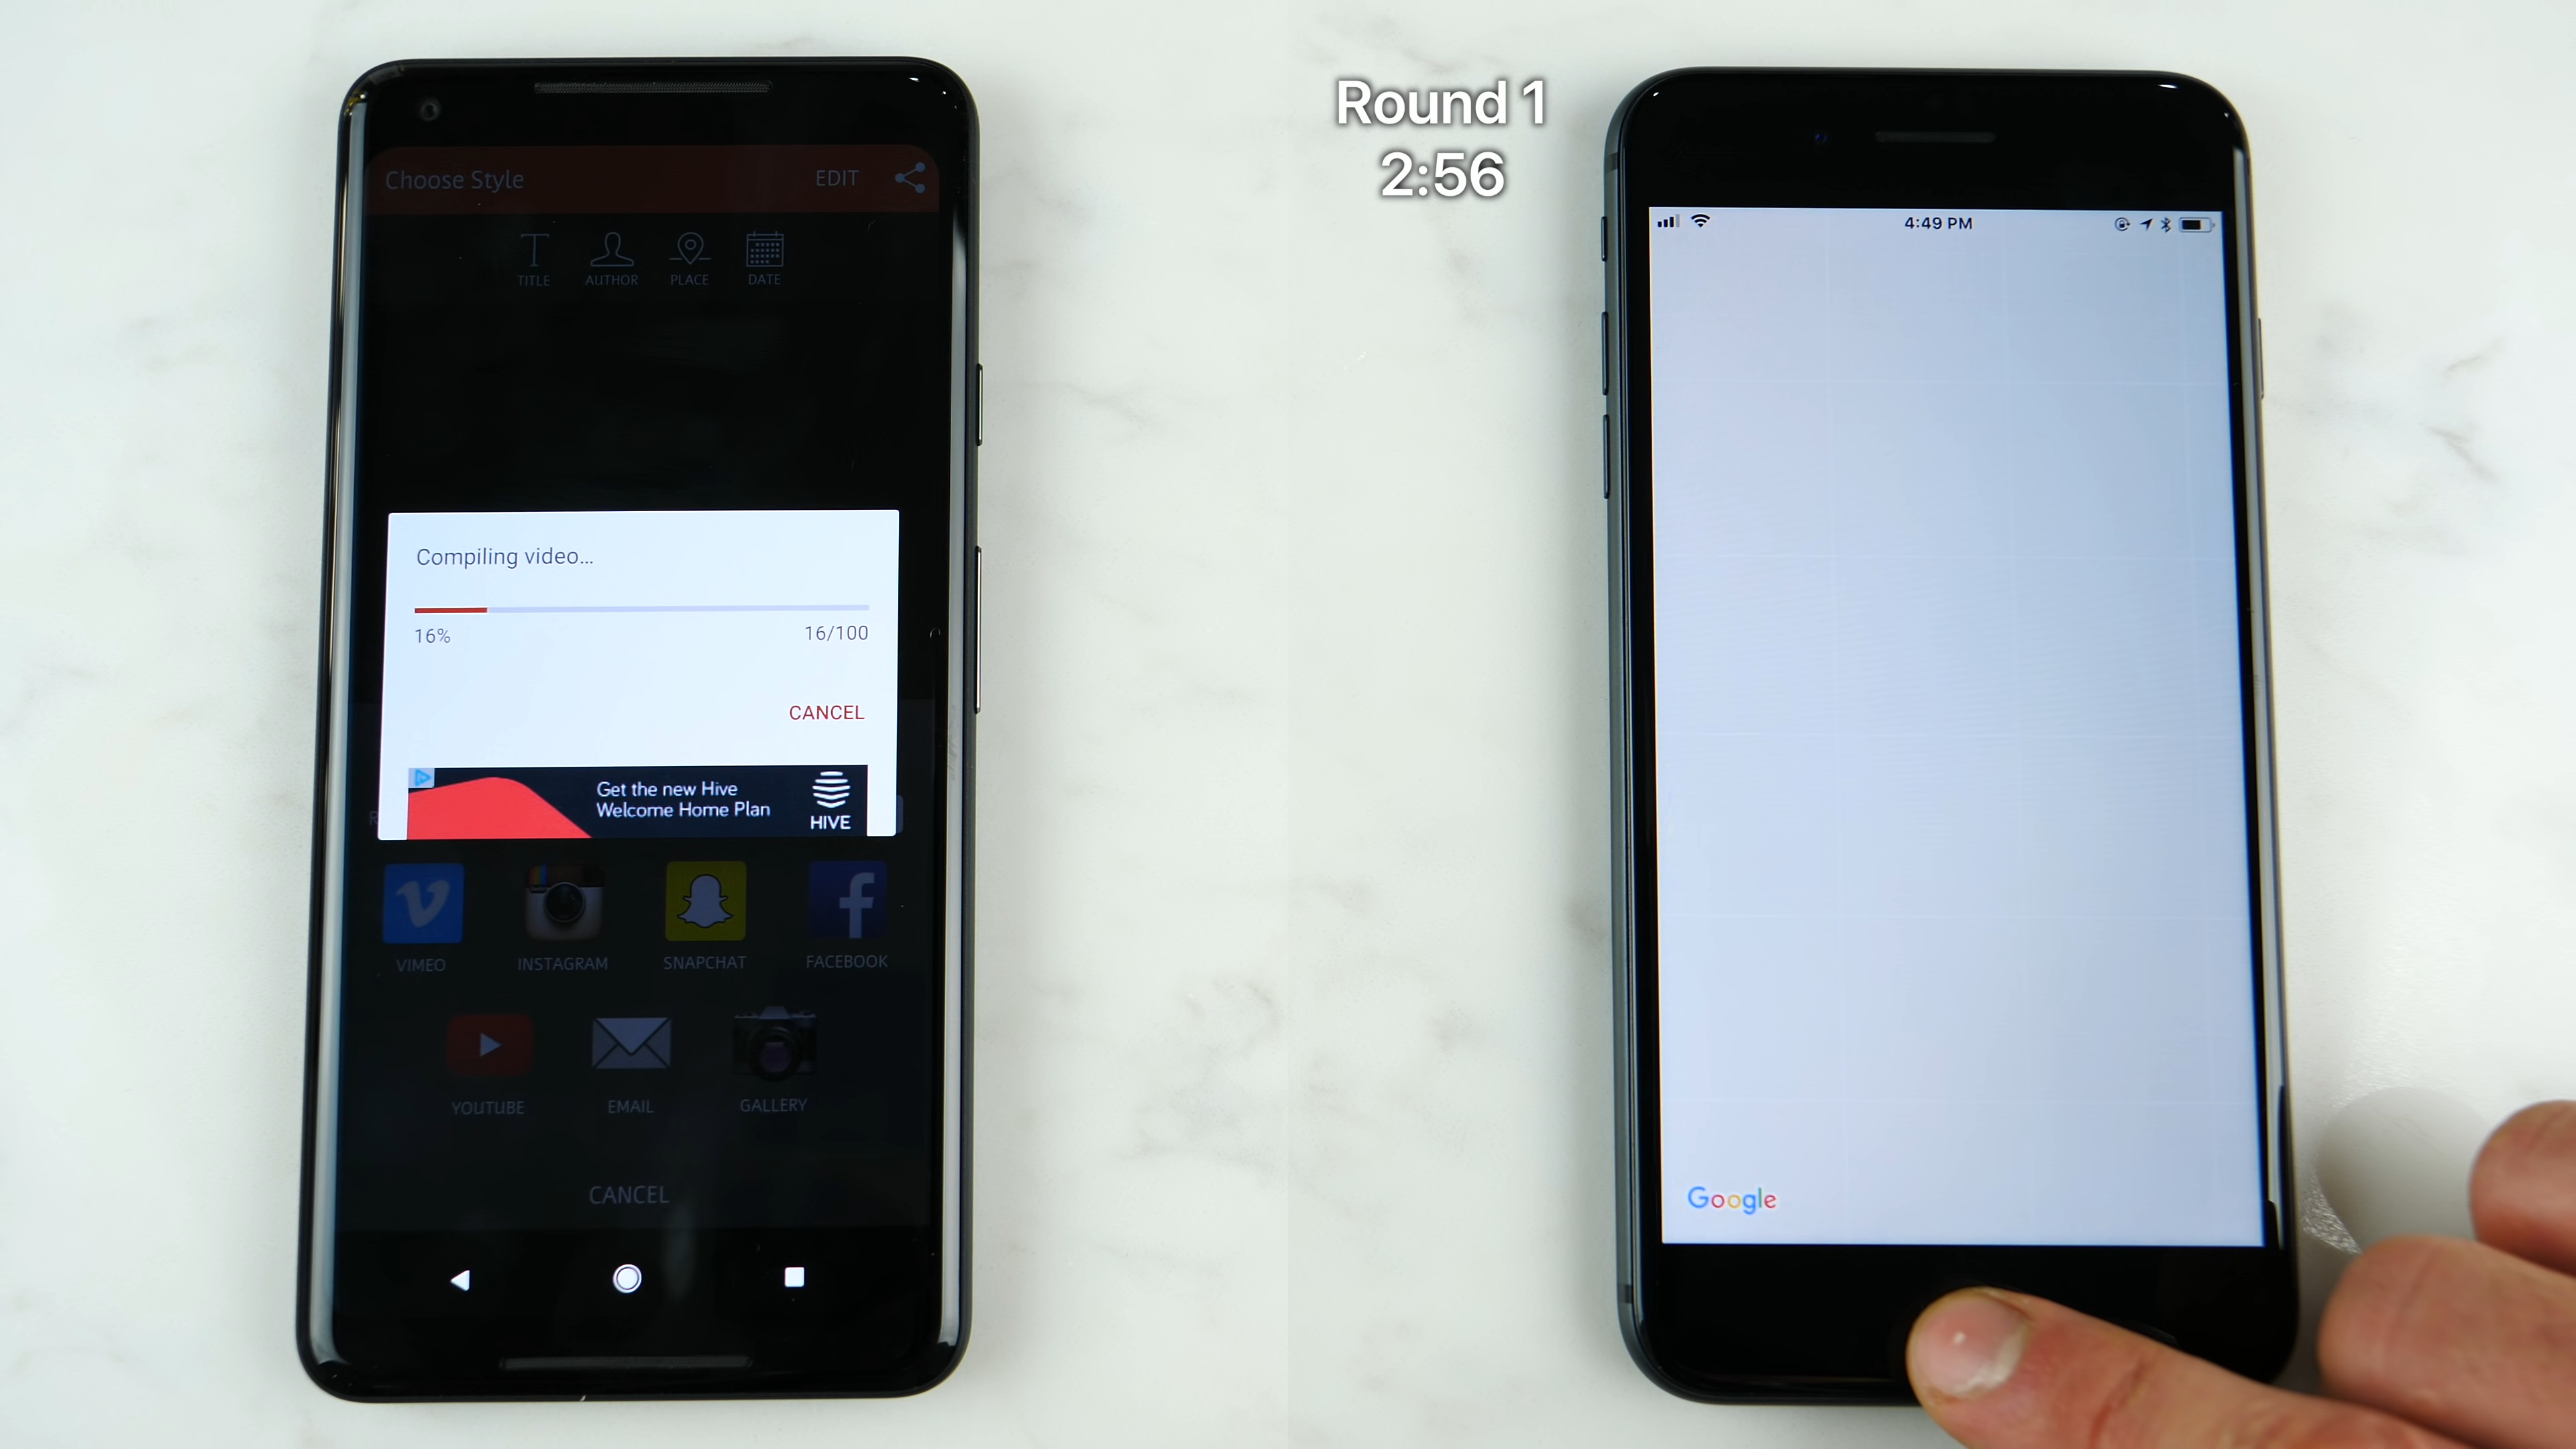 Choose Style
EDIT
TITLE
AUTHOR
PLACE
DATE
Compiling video...
16%
16/100
CANCEL
Get the new Hive
Welcome Home Plan
HIVE
VIMEO
INSTAGRAM
SNAPCHAT
FACEBOOK
YOUTUBE
EMAIL
GALLERY
CANCEL
Round 1
2:56
4:49 PM
Google